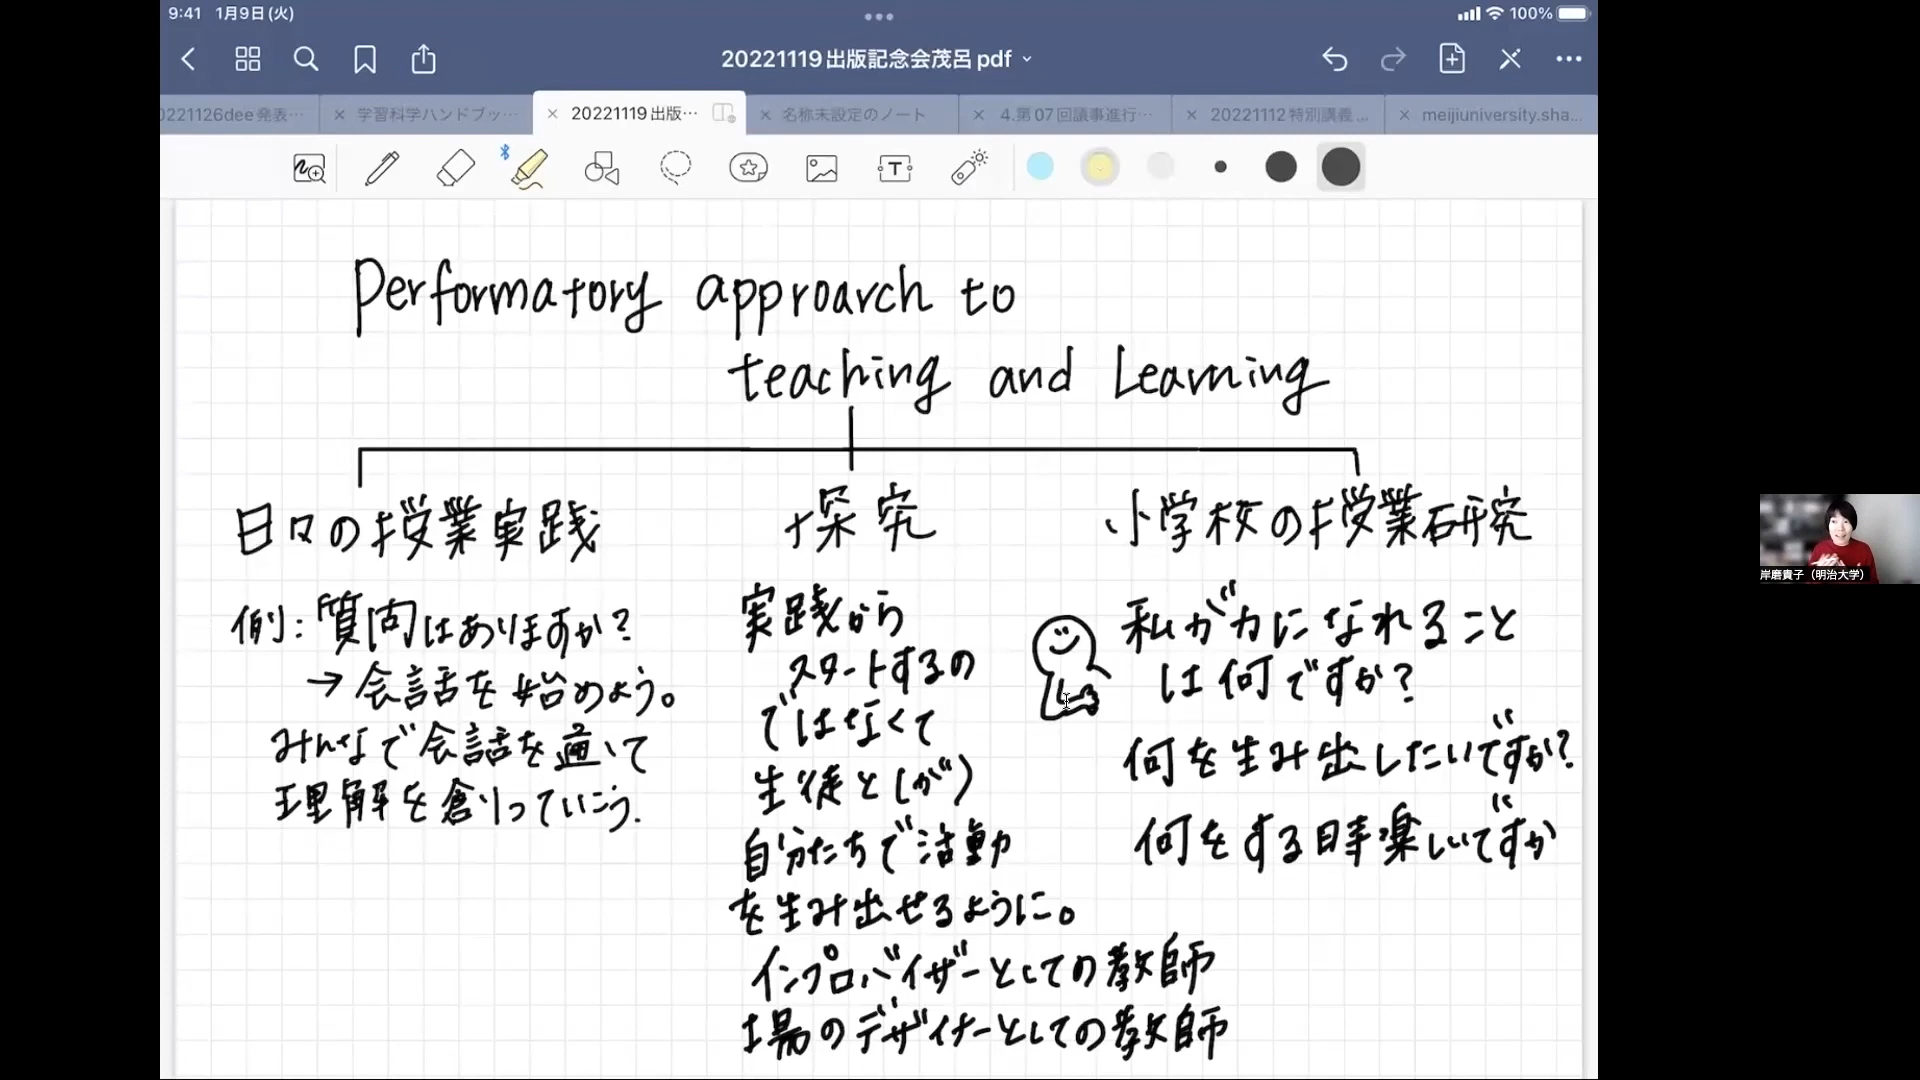 9:41 1月9日(火)
100%
20221119出版記念会茂呂pdf
0221126dee発表…
学習科学ハンドブッ…
20221119出版…
名称未設定のノート
4.第07回議事進行…
20221112特別講義…
meijiuniversity.sha…
T
Performatory approarch to
teaching and Learning
日々の授業実践
例：質問はありますか？
→会話を始めよう。
みんなで会話を通いて
理解を創りっていこう.
探究
実践から
スタートするの
ではなくて
生徒と(が)
自分たちで活動
を生み出せるように。
インプロバイザーとしての教師
場のデザイナーとしての教師
小学校の授業研究
私が力になれること
は何ですか？
何を生み出したいですか？
何をする時楽しいですか
岸磨貴子（明治大学）